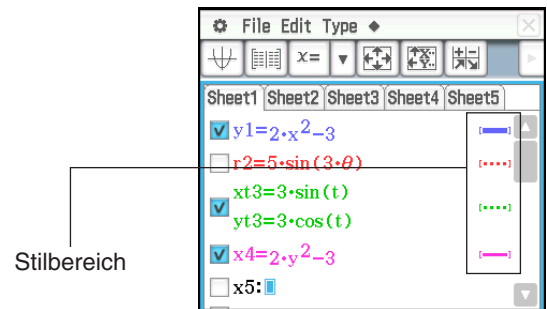 File Edit Type ◆
x=
Sheet1 Sheet2 Sheet3 Sheet4 Sheet5
y1=2·x²−3
r2=5·sin(3·θ)
xt3=3·sin(t)
yt3=3·cos(t)
x4=2·y²−3
x5:
Stilbereich